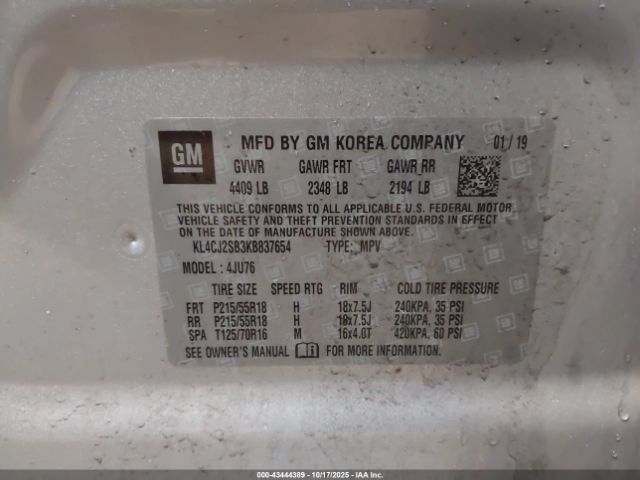 GM
MFD BY GM KOREA COMPANY 01 / 19
GVWR GAWR FRT GAWR RR
4409 LB 2348 LB 2194 LB
THIS VEHICLE CONFORMS TO ALL APPLICABLE U.S. FEDERAL MOTOR
VEHICLE SAFETY AND THEFT PREVENTION STANDARDS IN EFFECT
ON THE DATE OF MANUFACTURE SHOWN ABOVE.
KL4CJ2SB3KB837654 TYPE: MPV
MODEL : 4JU76
TIRE SIZE SPEED RTG RIM COLD TIRE PRESSURE
FRT P215/55R18 H 18x7.5J 240KPA, 35 PSI
RR P215/55R18 H 18x7.5J 240KPA, 35 PSI
SPA T125/70R16 M 16x4.0T 420KPA, 60 PSI
SEE OWNER'S MANUAL FOR MORE INFORMATION
000-43444389 - 10/17/2025 - IAA Inc.